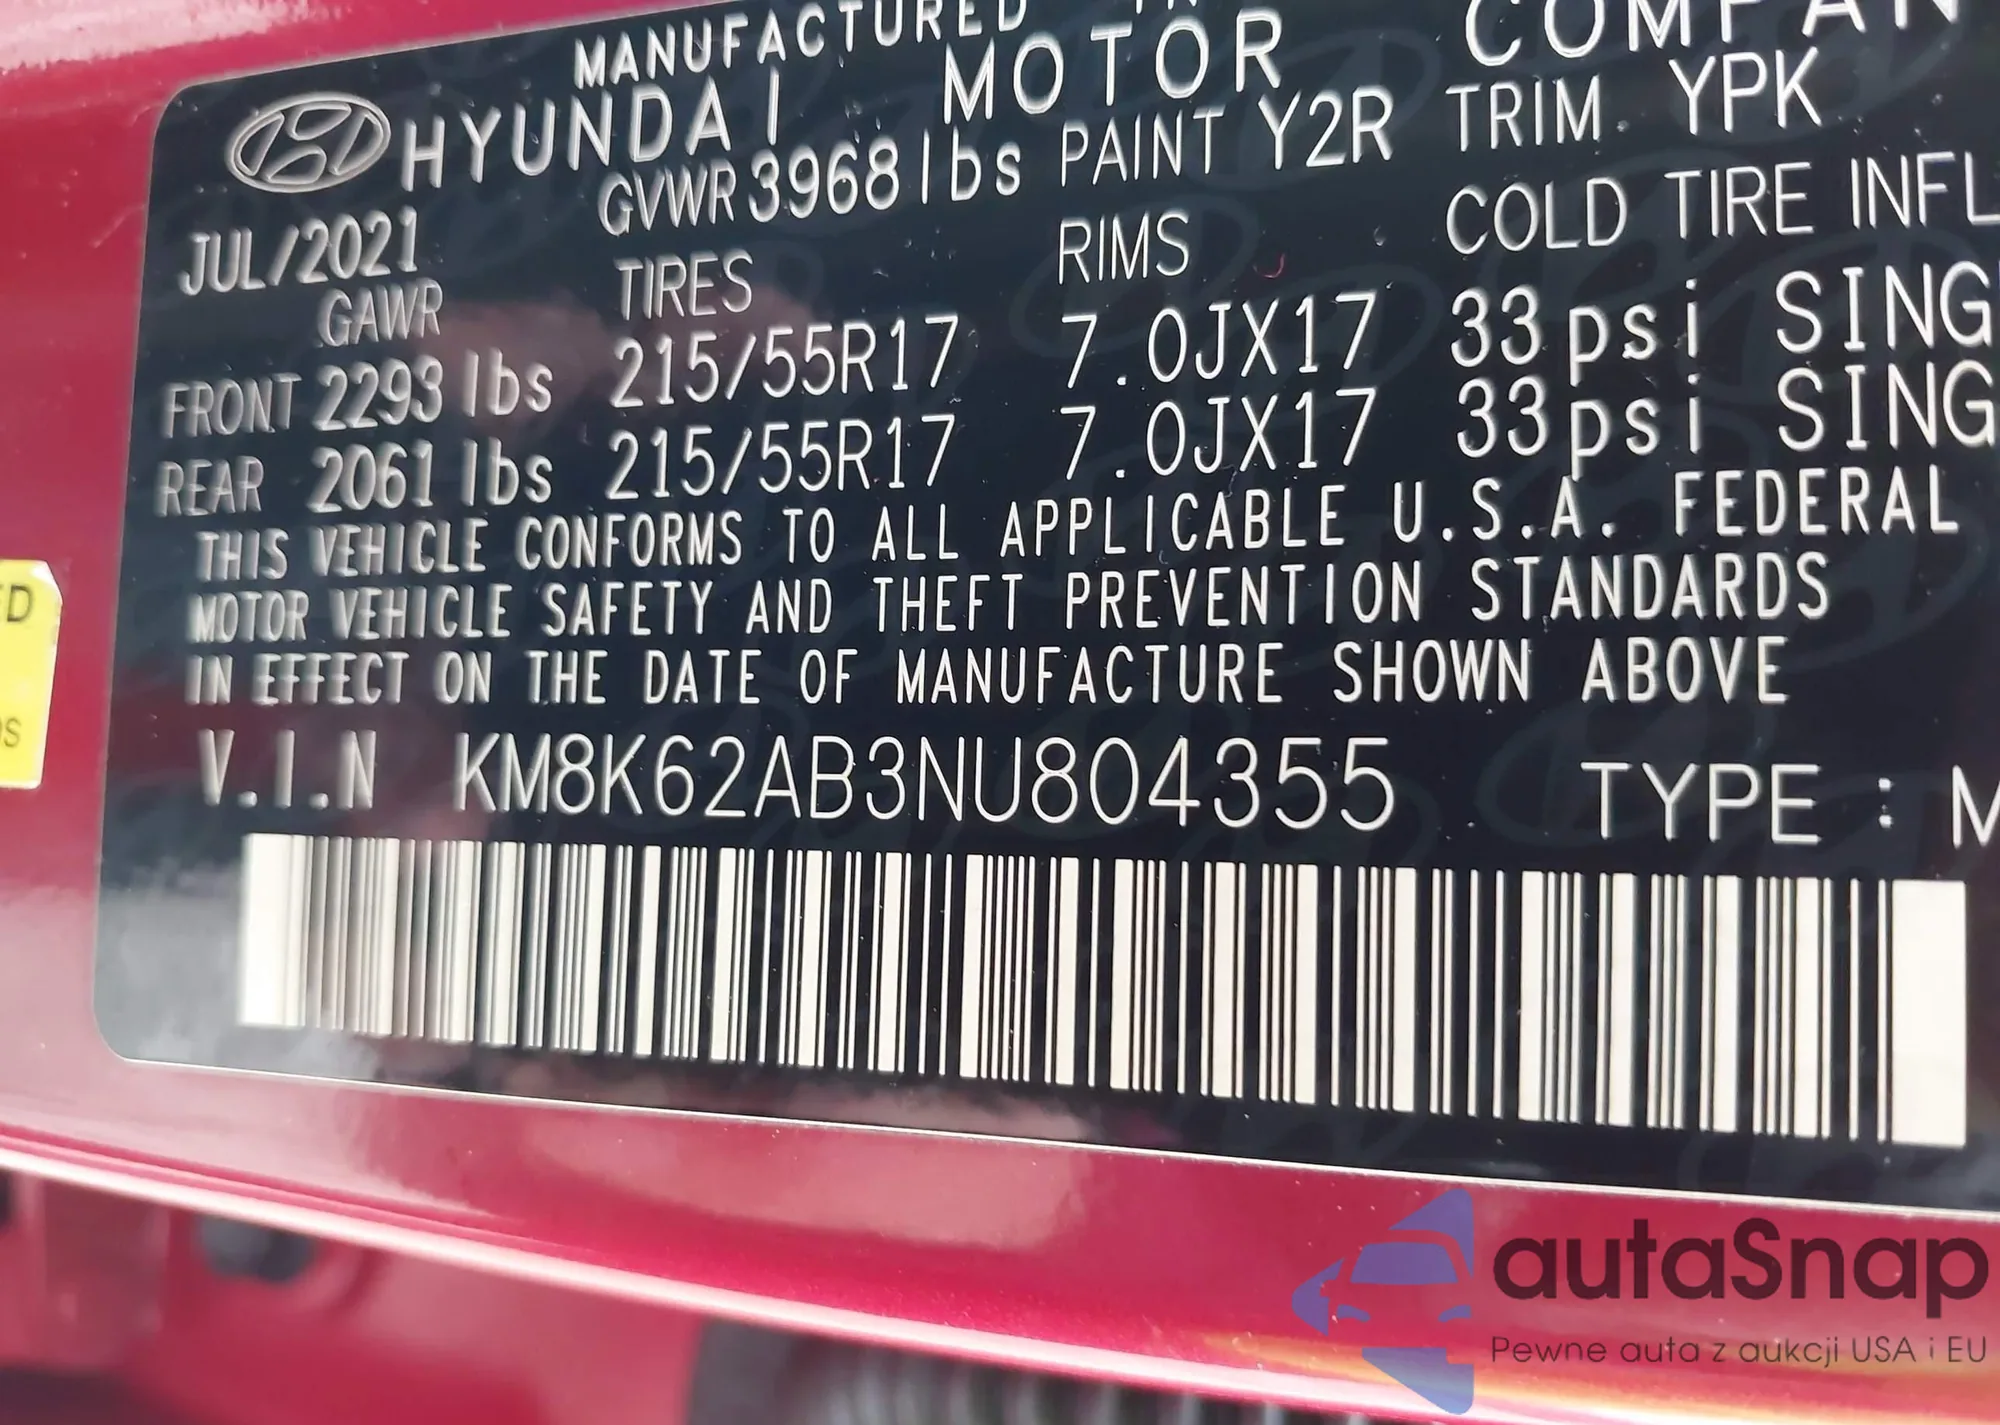 MANUFACTURED
HYUNDAI MOTOR COMPAN
GVWR 3968 lbs PAINT Y2R TRIM YPK
JUL/2021
GAWR TIRES RIMS COLD TIRE INFL
FRONT 2293 lbs 215/55R17 7.0JX17 33psi SING
REAR 2061 lbs 215/55R17 7.0JX17 33psi SING
THIS VEHICLE CONFORMS TO ALL APPLICABLE U.S.A. FEDERAL
MOTOR VEHICLE SAFETY AND THEFT PREVENTION STANDARDS
IN EFFECT ON THE DATE OF MANUFACTURE SHOWN ABOVE
V.I.N KM8K62AB3NU804355 TYPE : M
autaSnap
Pewne auta z aukcji USA i EU